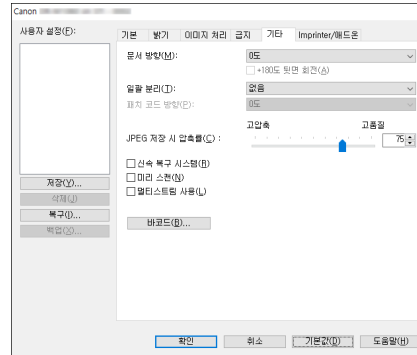 Canon
사용자 설정(F):
기본 밝기 이미지 처리 급지 기타 Imprinter/애드온
문서 방향(M): 0도
+180도 뒷면 회전(A)
일괄 분리(T): 없음
패치 코드 방향(P): 0도
고압축 고품질
JPEG 저장 시 압축률(C) : 75
신속 복구 시스템(R)
미리 스캔(N)
멀티스트림 사용(L)
저장(Y)...
삭제(J)
복구(I)...
백업(X)...
바코드(B)...
확인 취소 기본값(D) 도움말(H)